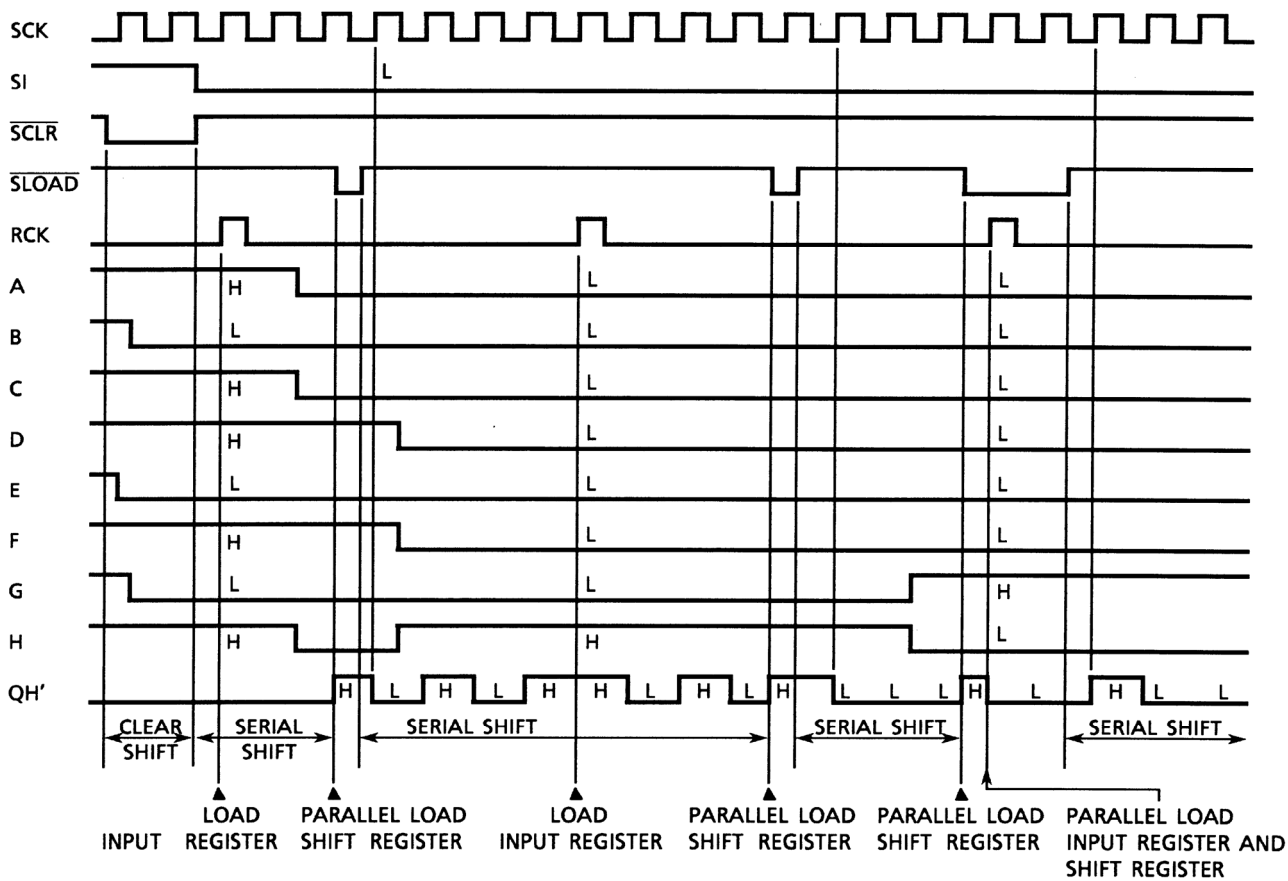 SCK
SI L
SCLR
SLOAD
RCK
A H L L
B L L L
C H L L
D H L L
E L L L
F H L L
G L L H
H H H L
QH' H L H L H H L H L H L L L H L H L L
CLEAR SHIFT SERIAL SHIFT SERIAL SHIFT SERIAL SHIFT SERIAL SHIFT
LOAD PARALLEL LOAD LOAD PARALLEL LOAD PARALLEL LOAD PARALLEL LOAD
INPUT REGISTER SHIFT REGISTER INPUT REGISTER SHIFT REGISTER SHIFT REGISTER INPUT REGISTER AND
SHIFT REGISTER